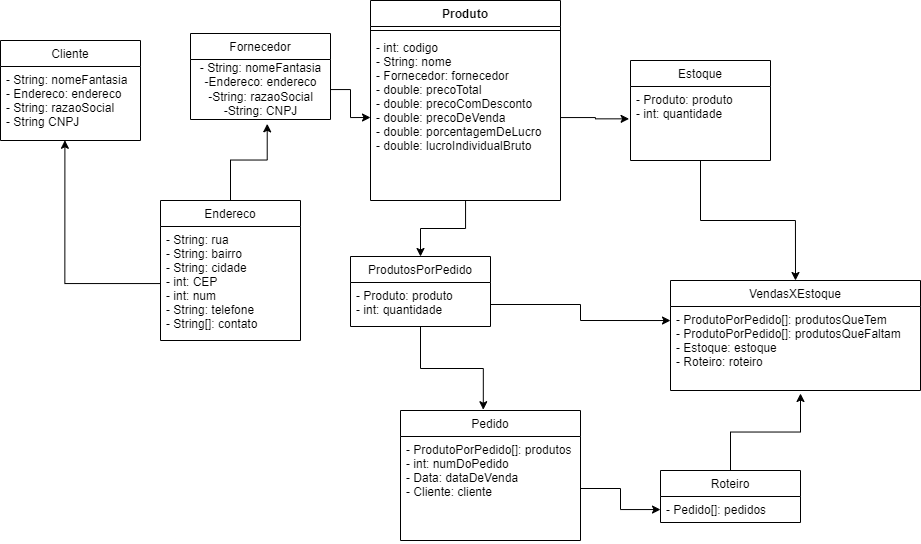 Cliente
- String: nomeFantasia
- Endereco: endereco
- String: razaoSocial
- String CNPJ
Fornecedor
- String: nomeFantasia
-Endereco: endereco
-String: razaoSocial
-String: CNPJ
Produto
- int: codigo
- String: nome
- Fornecedor: fornecedor
- double: precoTotal
- double: precoComDesconto
- double: precoDeVenda
- double: porcentagemDeLucro
- double: lucroIndividualBruto
Estoque
- Produto: produto
- int: quantidade
Endereco
- String: rua
- String: bairro
- String: cidade
- int: CEP
- int: num
- String: telefone
- String[]: contato
ProdutosPorPedido
- Produto: produto
- int: quantidade
VendasXEstoque
- ProdutoPorPedido[]: produtosQueTem
- ProdutoPorPedido[]: produtosQueFaltam
- Estoque: estoque
- Roteiro: roteiro
Pedido
- ProdutoPorPedido[]: produtos
- int: numDoPedido
- Data: dataDeVenda
- Cliente: cliente
Roteiro
- Pedido[]: pedidos